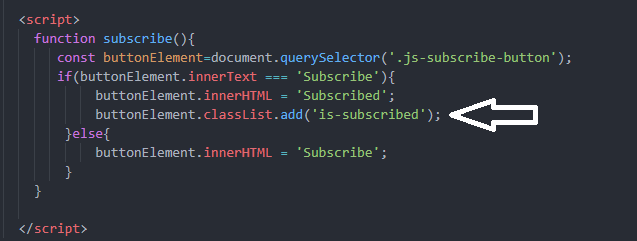 <script>
function subscribe(){
const buttonElement=document.querySelector('.js-subscribe-button');
if(buttonElement.innerText === 'Subscribe'){
buttonElement.innerHTML = 'Subscribed';
buttonElement.classList.add('is-subscribed');
}else{
buttonElement.innerHTML = 'Subscribe';
}
}
</script>